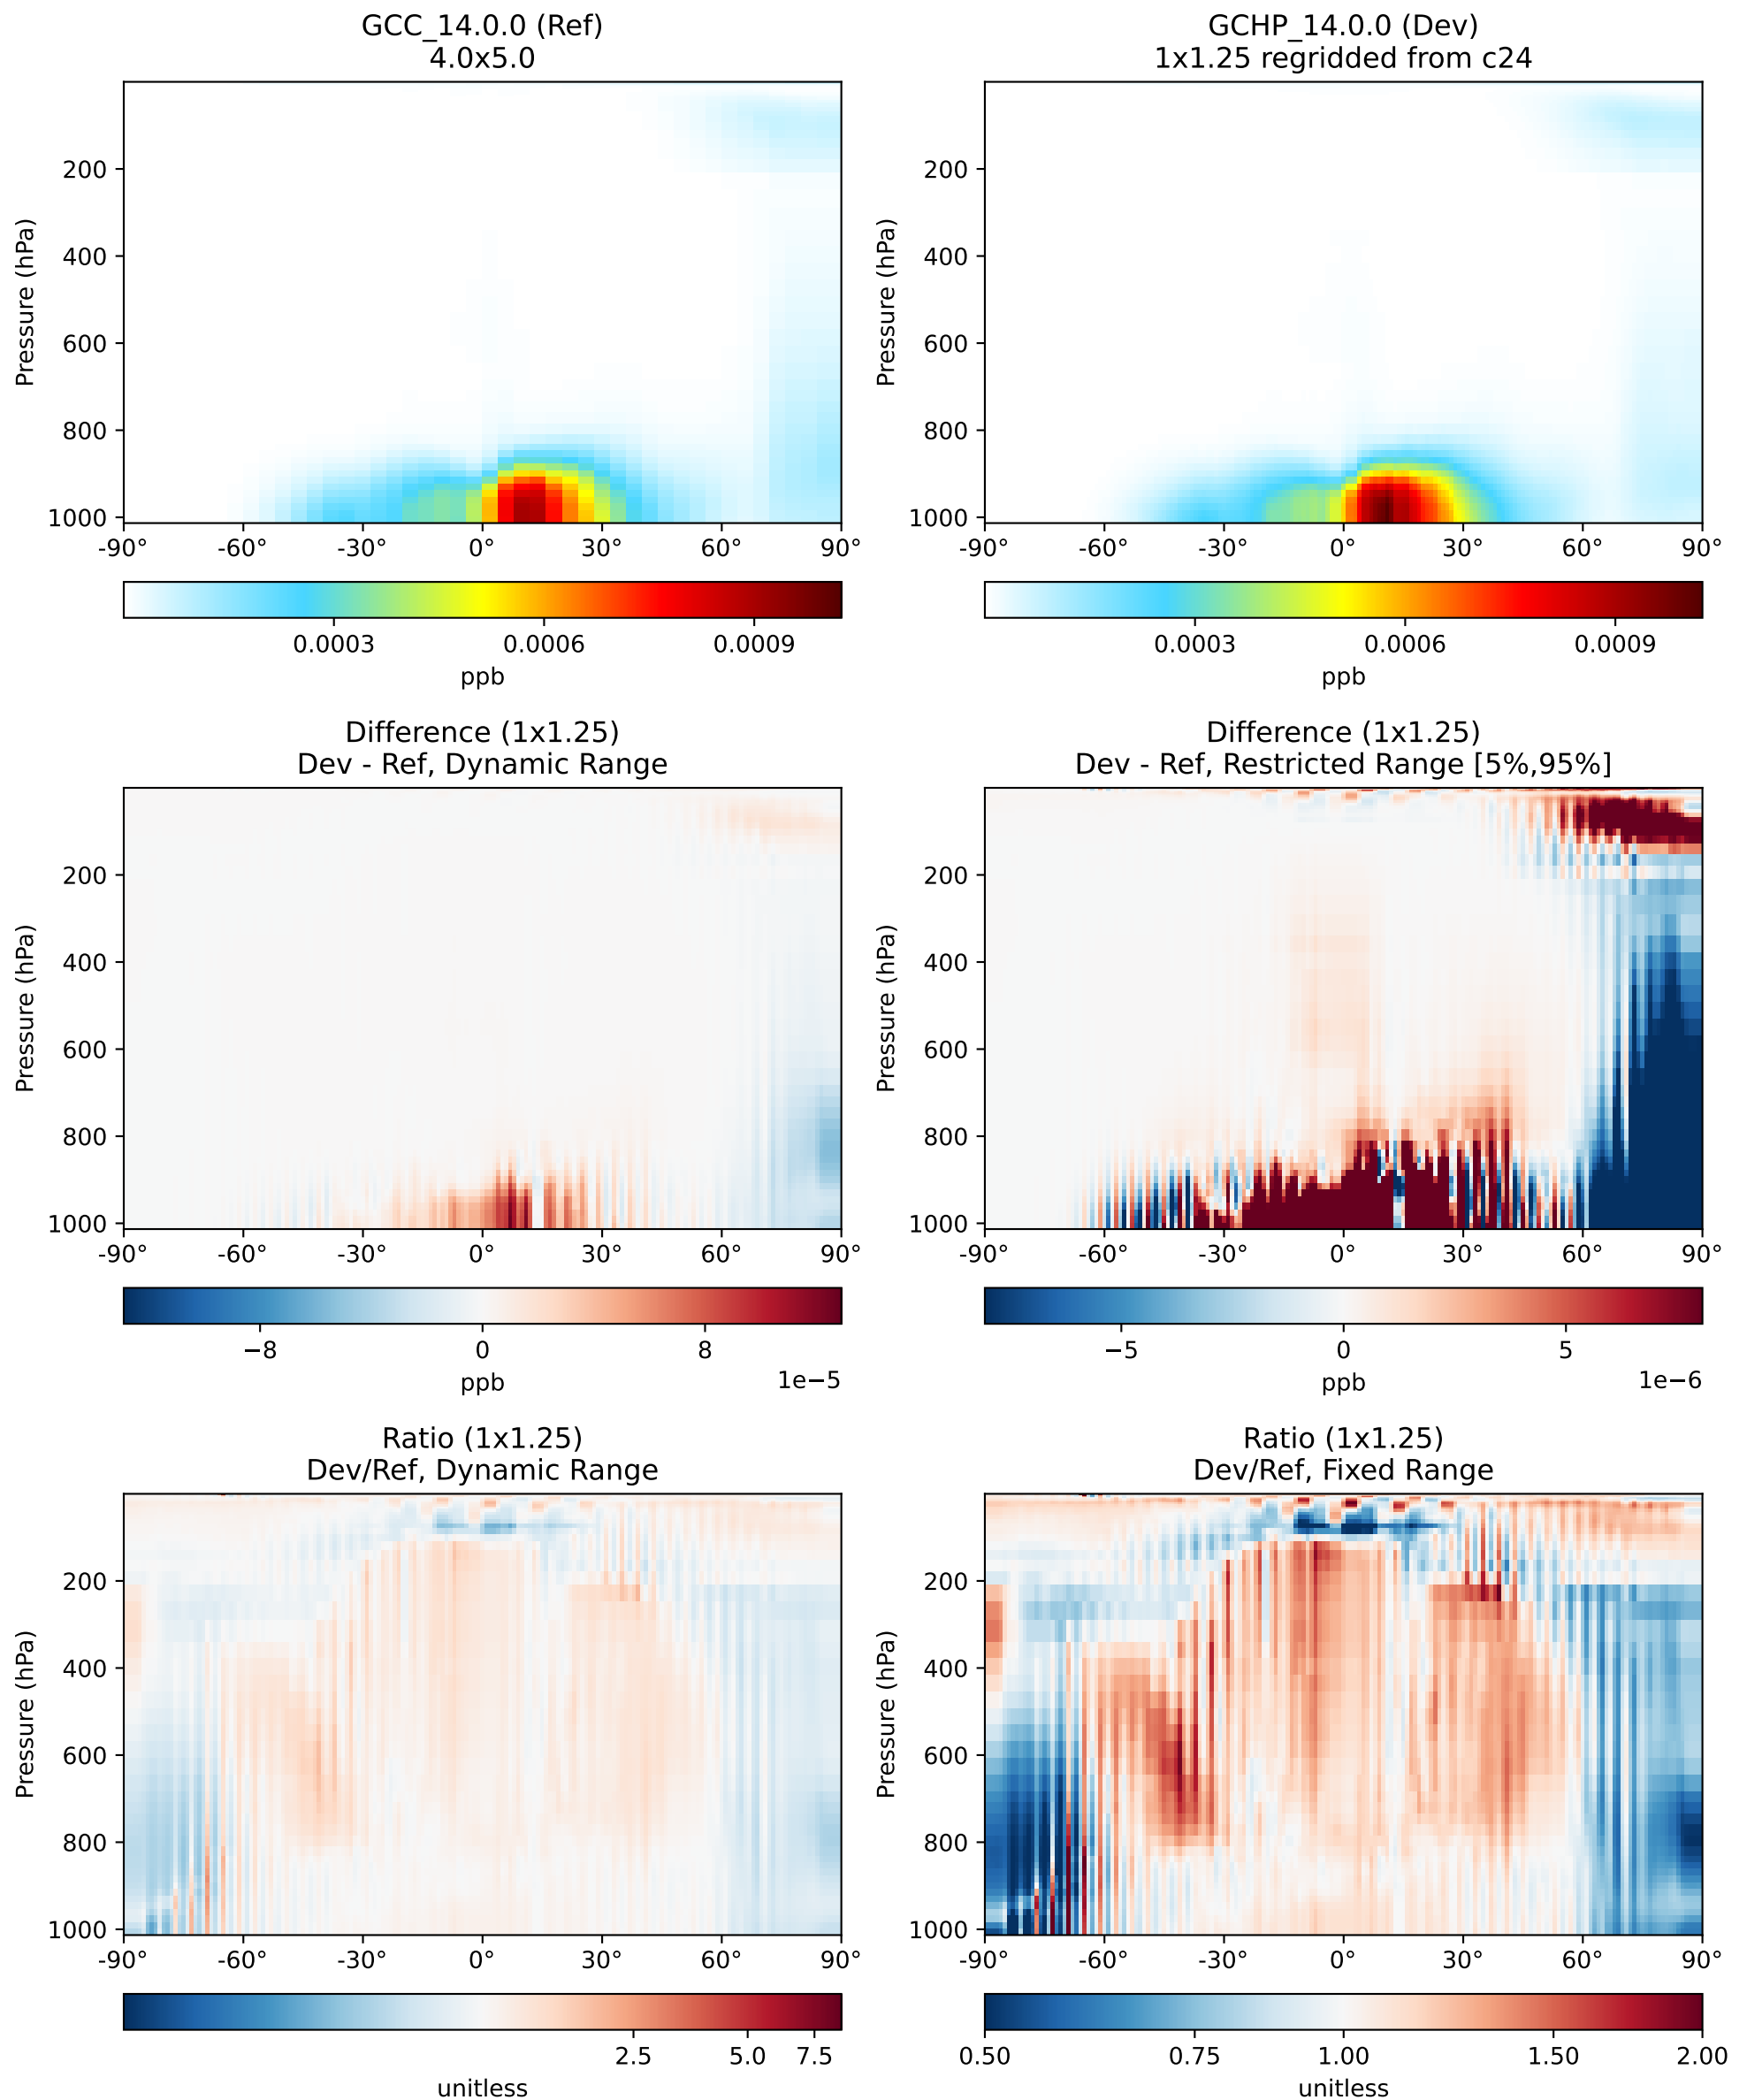 GCC_14.0.0 (Ref)
4.0x5.0
Pressure (hPa)
200
400
600
800
1000
-90° -60° -30° 0° 30° 60° 90°
0.0003 0.0006 0.0009
ppb
GCHP_14.0.0 (Dev)
1x1.25 regridded from c24
Pressure (hPa)
200
400
600
800
1000
-90° -60° -30° 0° 30° 60° 90°
0.0003 0.0006 0.0009
ppb
Difference (1x1.25)
Dev - Ref, Dynamic Range
Pressure (hPa)
200
400
600
800
1000
-90° -60° -30° 0° 30° 60° 90°
−8 0 8
1e−5
ppb
Difference (1x1.25)
Dev - Ref, Restricted Range [5%,95%]
Pressure (hPa)
200
400
600
800
1000
-90° -60° -30° 0° 30° 60° 90°
−5 0 5
1e−6
ppb
Ratio (1x1.25)
Dev/Ref, Dynamic Range
Pressure (hPa)
200
400
600
800
1000
-90° -60° -30° 0° 30° 60° 90°
2.5 5.0 7.5
unitless
Ratio (1x1.25)
Dev/Ref, Fixed Range
Pressure (hPa)
200
400
600
800
1000
-90° -60° -30° 0° 30° 60° 90°
0.50 0.75 1.00 1.50 2.00
unitless